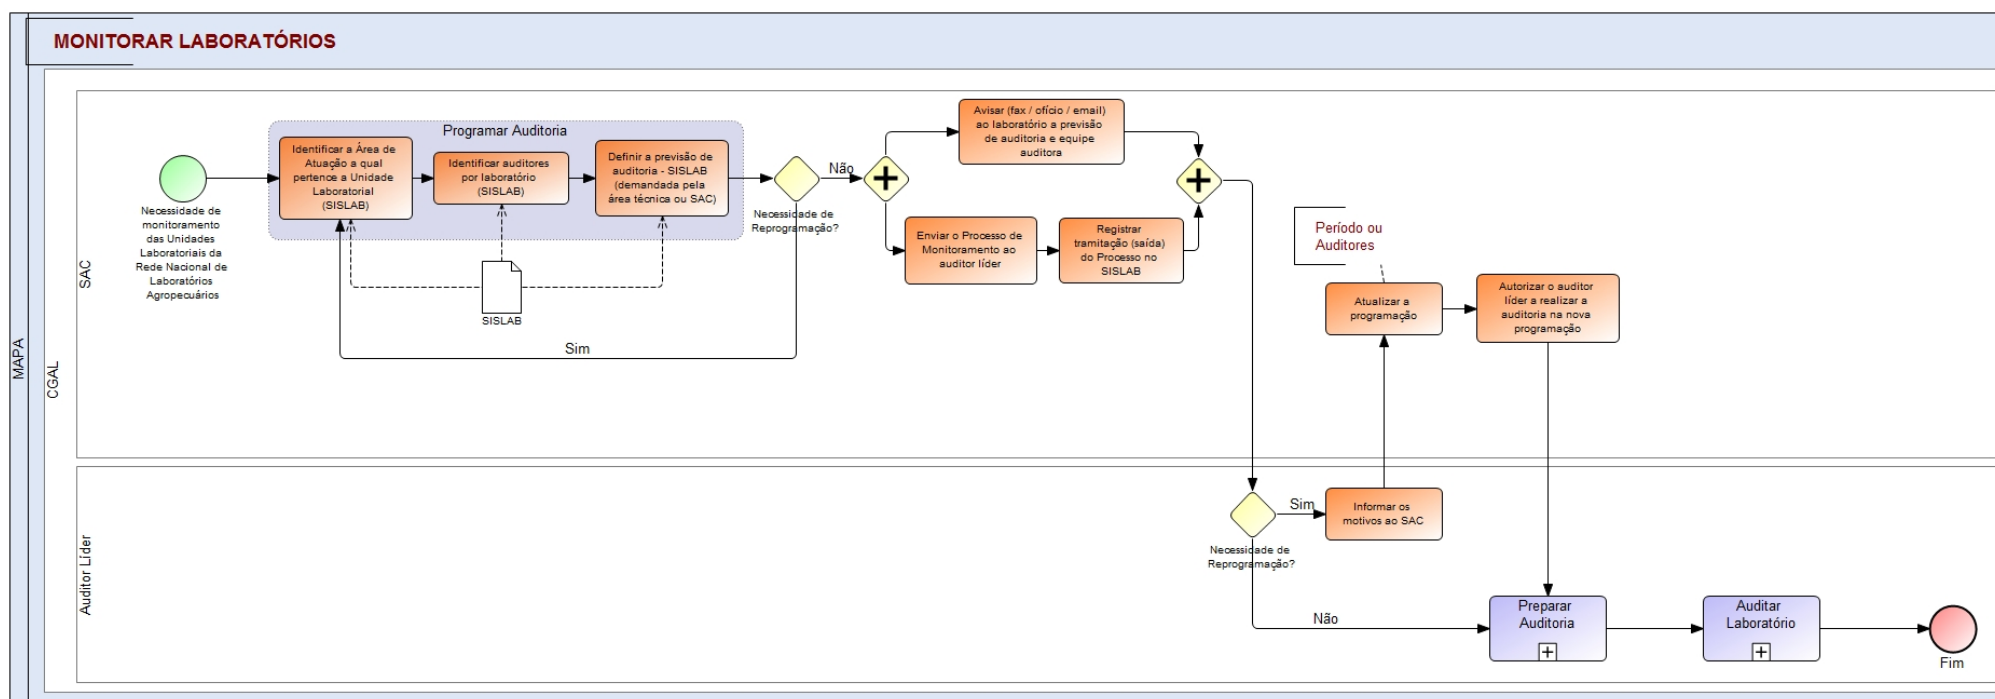 MONITORAR LABORATÓRIOS
MAPA
CGAL
SAC
Necessidade de
monitoramento
das Unidades
Laboratoriais da
Rede Nacional de
Laboratórios
Agropecuários
Programar Auditoria
Identificar a Área de
Atuação a qual
pertence a Unidade
Laboratorial
(SISLAB)
Identificar auditores
por laboratório
(SISLAB)
Definir a previsão de
auditoria - SISLAB
(demandada pela
área técnica ou SAC)
SISLAB
Necessidade de
Reprogramação?
Sim
Não
Avisar (fax / ofício / email)
ao laboratório a previsão
de auditoria e equipe
auditora
Enviar o Processo de
Monitoramento ao
auditor líder
Registrar
tramitação (saída)
do Processo no
SISLAB
Período ou
Auditores
Atualizar a
programação
Autorizar o auditor
líder a realizar a
auditoria na nova
programação
Auditor Líder
Necessidade de
Reprogramação?
Sim
Informar os
motivos ao SAC
Não
Preparar
Auditoria
Auditar
Laboratório
Fim